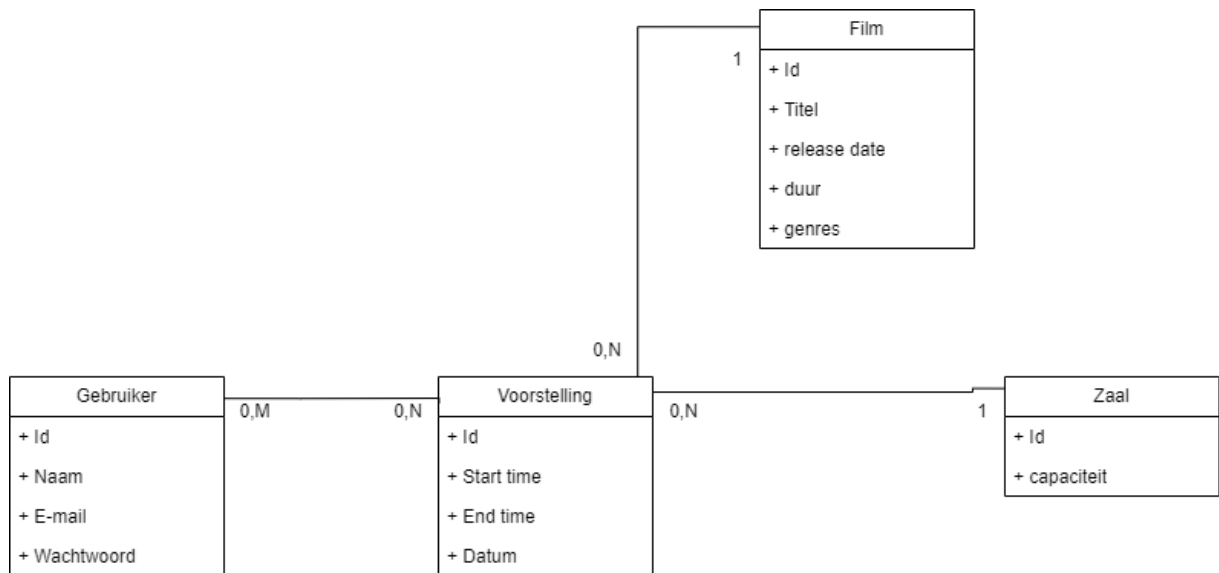 Film
1
+ Id
+ Titel
+ release date
+ duur
+ genres
0,N
Gebruiker
0,M
0,N
+ Id
+ Naam
+ E-mail
+ Wachtwoord
Voorstelling
+ Id
+ Start time
+ End time
+ Datum
0,N
1
Zaal
+ Id
+ capaciteit